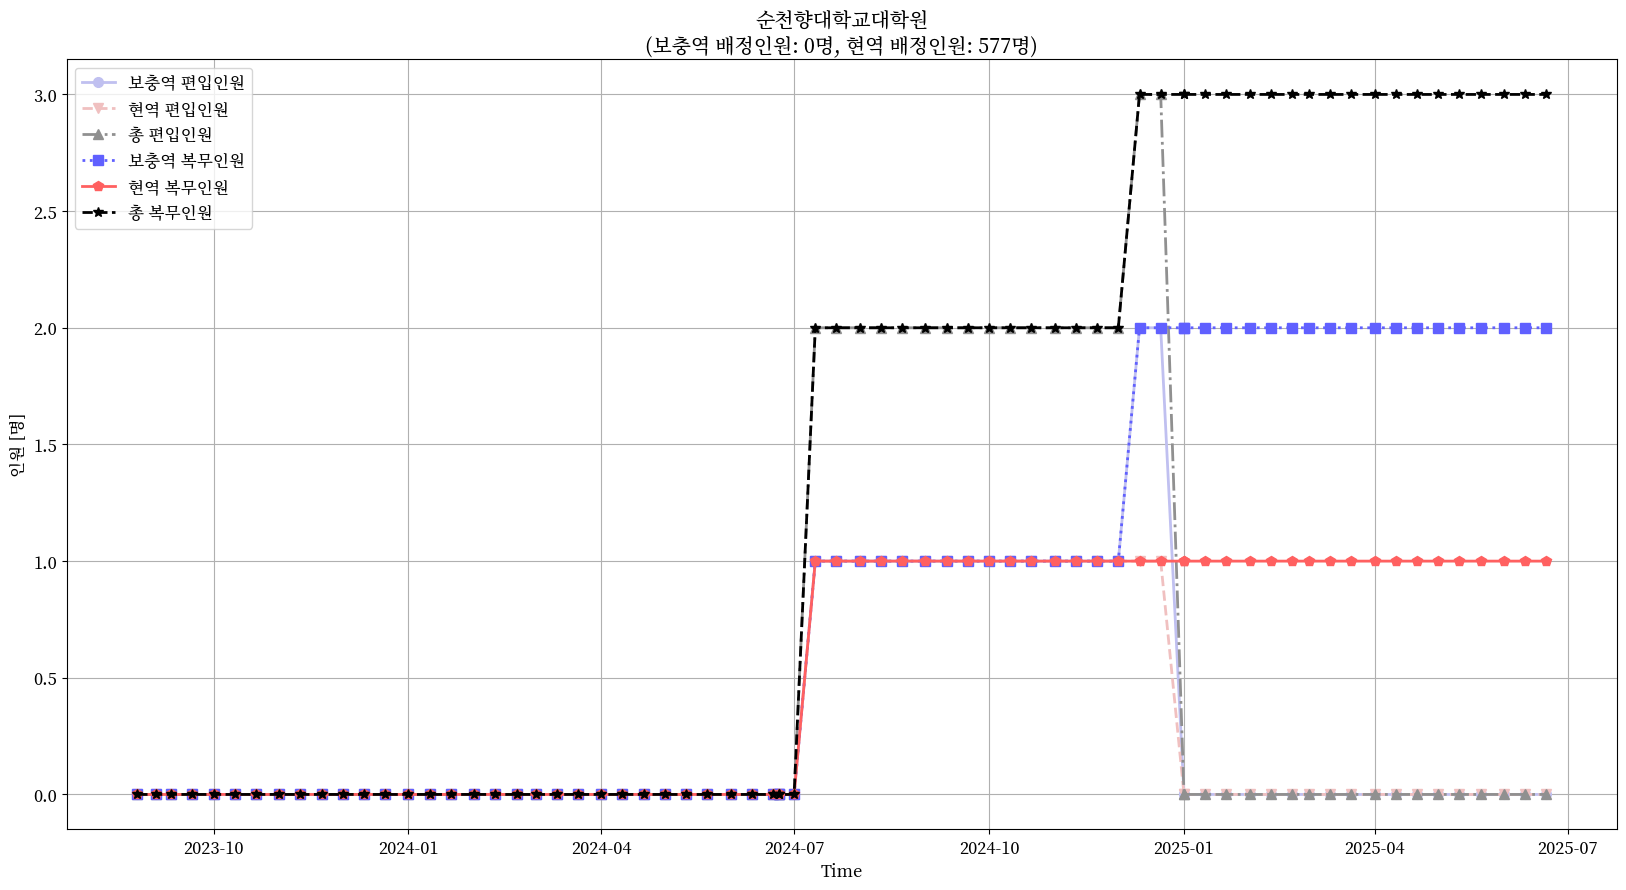 순천향대학교대학원
(보충역 배정인원: 0명, 현역 배정인원: 577명)
보충역 편입인원
현역 편입인원
총 편입인원
보충역 복무인원
현역 복무인원
총 복무인원
인원 [명]
3.0
2.5
2.0
1.5
1.0
0.5
0.0
2023-10 2024-01 2024-04 2024-07 2024-10 2025-01 2025-04 2025-07
Time